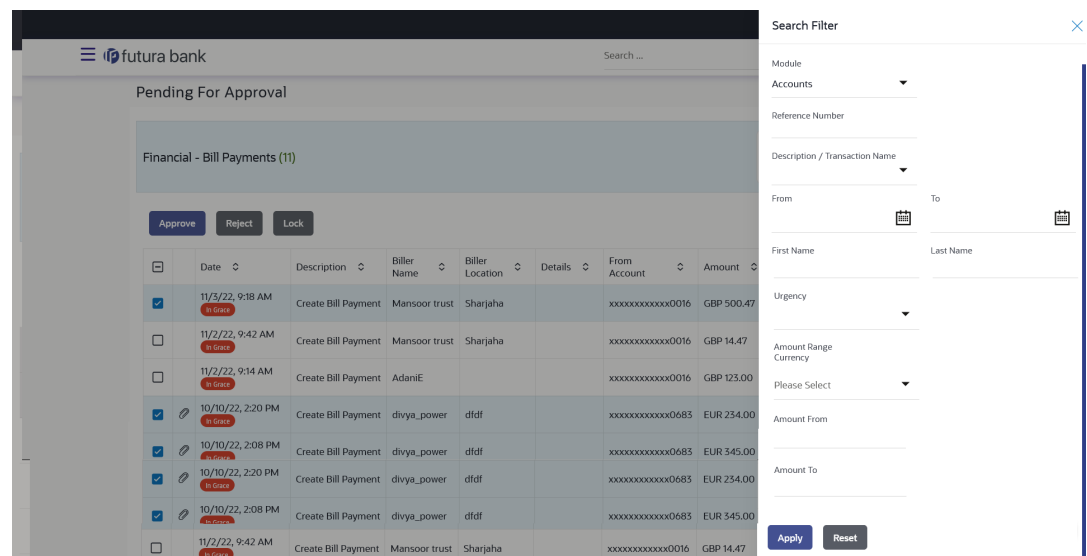 Search Filter
futura bank
Search ...
Pending For Approval
Financial - Bill Payments (11)
Approve Reject Lock
Date Description Biller Name Biller Location Details From Account Amount
11/3/22, 9:18 AM In Grace Create Bill Payment Mansoor trust Sharjaha xxxxxxxxxxxx0016 GBP 500.47
11/2/22, 9:42 AM In Grace Create Bill Payment Mansoor trust Sharjaha xxxxxxxxxxxx0016 GBP 14.47
11/2/22, 9:14 AM In Grace Create Bill Payment AdaniE xxxxxxxxxxxx0016 GBP 123.00
10/10/22, 2:20 PM In Grace Create Bill Payment divya_power dfdf xxxxxxxxxxxx0683 EUR 234.00
10/10/22, 2:08 PM In Grace Create Bill Payment divya_power dfdf xxxxxxxxxxxx0683 EUR 345.00
10/10/22, 2:20 PM In Grace Create Bill Payment divya_power dfdf xxxxxxxxxxxx0683 EUR 234.00
10/10/22, 2:08 PM In Grace Create Bill Payment divya_power dfdf xxxxxxxxxxxx0683 EUR 345.00
11/2/22, 9:42 AM In Grace Create Bill Payment Mansoor trust Sharjaha xxxxxxxxxxxx0016 GBP 14.47
Module
Accounts
Reference Number
Description / Transaction Name
From To
First Name Last Name
Urgency
Amount Range
Currency
Please Select
Amount From
Amount To
Apply Reset